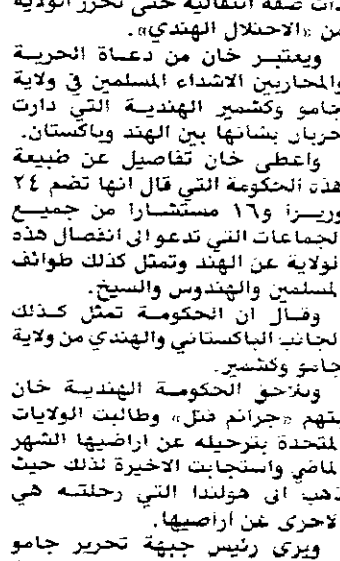 ذات صفة انتقالية حتى تحرر الولاية
من «الاحتلال الهندي».
ويعتبر خان من دعاة الحرية
والمحاربين الاشداء المسلمين في ولاية
جامو وكشمير الهندية التي دارت
حربان بشأنها بين الهند وباكستان.
واعطى خان تفاصيل عن طبيعة
هذه الحكومة التي قال انها تضم ٢٤
وزيرا و١٦ مستشارا من جميع
الجماعات التي تدعو الى انفصال هذه
الولاية عن الهند وتمثل كذلك طوائف
المسلمين والهندوس والسيخ.
وقال ان الحكومة تمثل كذلك
الجانب الباكستاني والهندي من ولاية
جامو وكشمير.
وتلاحق الحكومة الهندية خان
بتهم «جرائم قتل» وطالبت الولايات
المتحدة بترحيله عن اراضيها الشهر
الماضي واستجابت الاخيرة لذلك حيث
ذهب الى هولندا التي رحلته هي
الاخرى عن اراضيها.
ويرى رئيس جبهة تحرير جامو